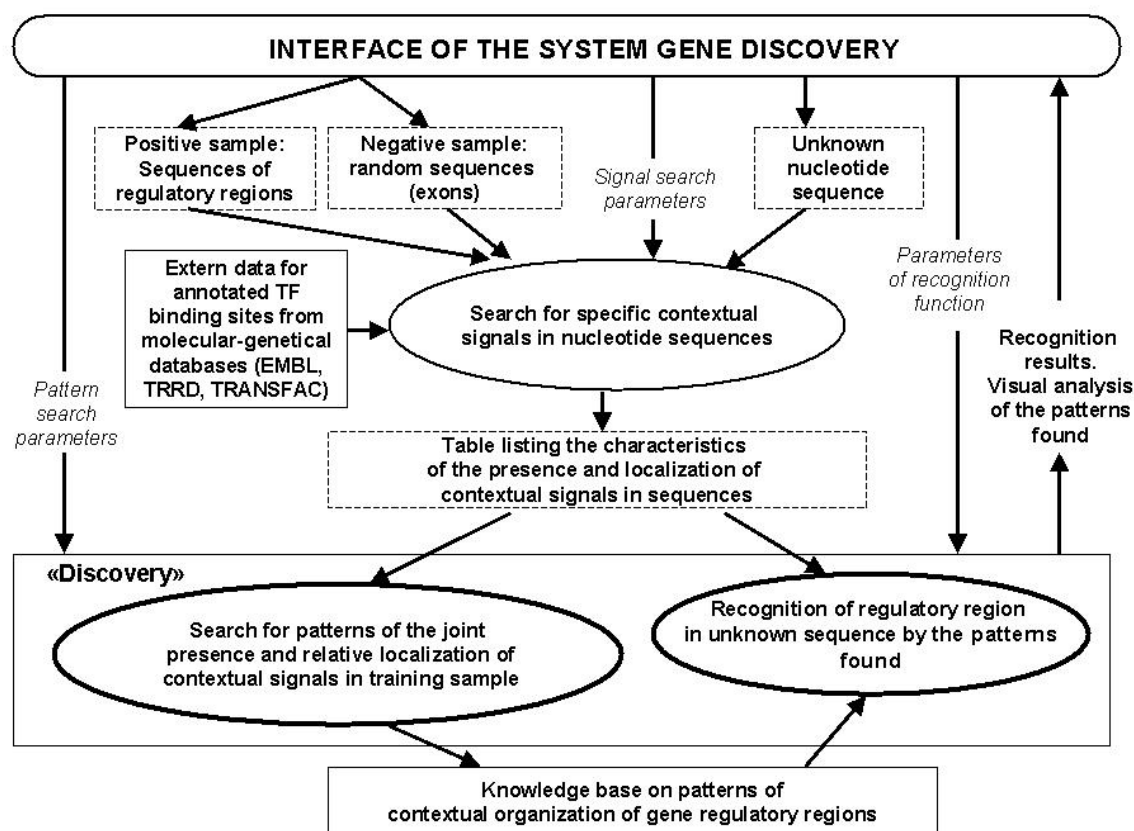 INTERFACE OF THE SYSTEM GENE DISCOVERY
Positive sample:
Sequences of
regulatory regions
Negative sample:
random sequences
(exons)
Signal search
parameters
Unknown
nucleotide
sequence
Parameters
of recognition
function
Extern data for
annotated TF
binding sites from
molecular-genetical
databases (EMBL,
TRRD, TRANSFAC)
Search for specific contextual
signals in nucleotide sequences
Recognition
results.
Visual analysis
of the patterns
found
Pattern
search
parameters
Table listing the characteristics
of the presence and localization of
contextual signals in sequences
«Discovery»
Search for patterns of the joint
presence and relative localization of
contextual signals in training sample
Recognition of regulatory region
in unknown sequence by the patterns
found
Knowledge base on patterns of
contextual organization of gene regulatory regions